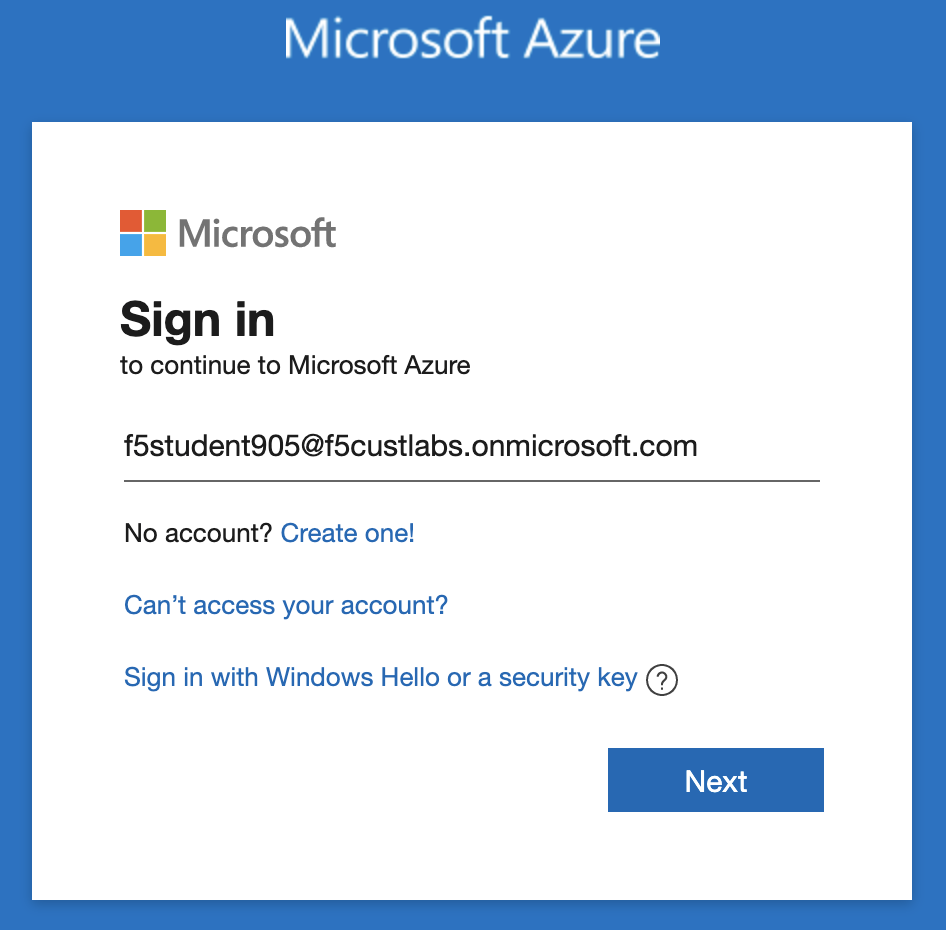 Microsoft Azure
Microsoft
Sign in
to continue to Microsoft Azure
f5student905@f5custlabs.onmicrosoft.com
No account? Create one!
Can’t access your account?
Sign in with Windows Hello or a security key ?
Next